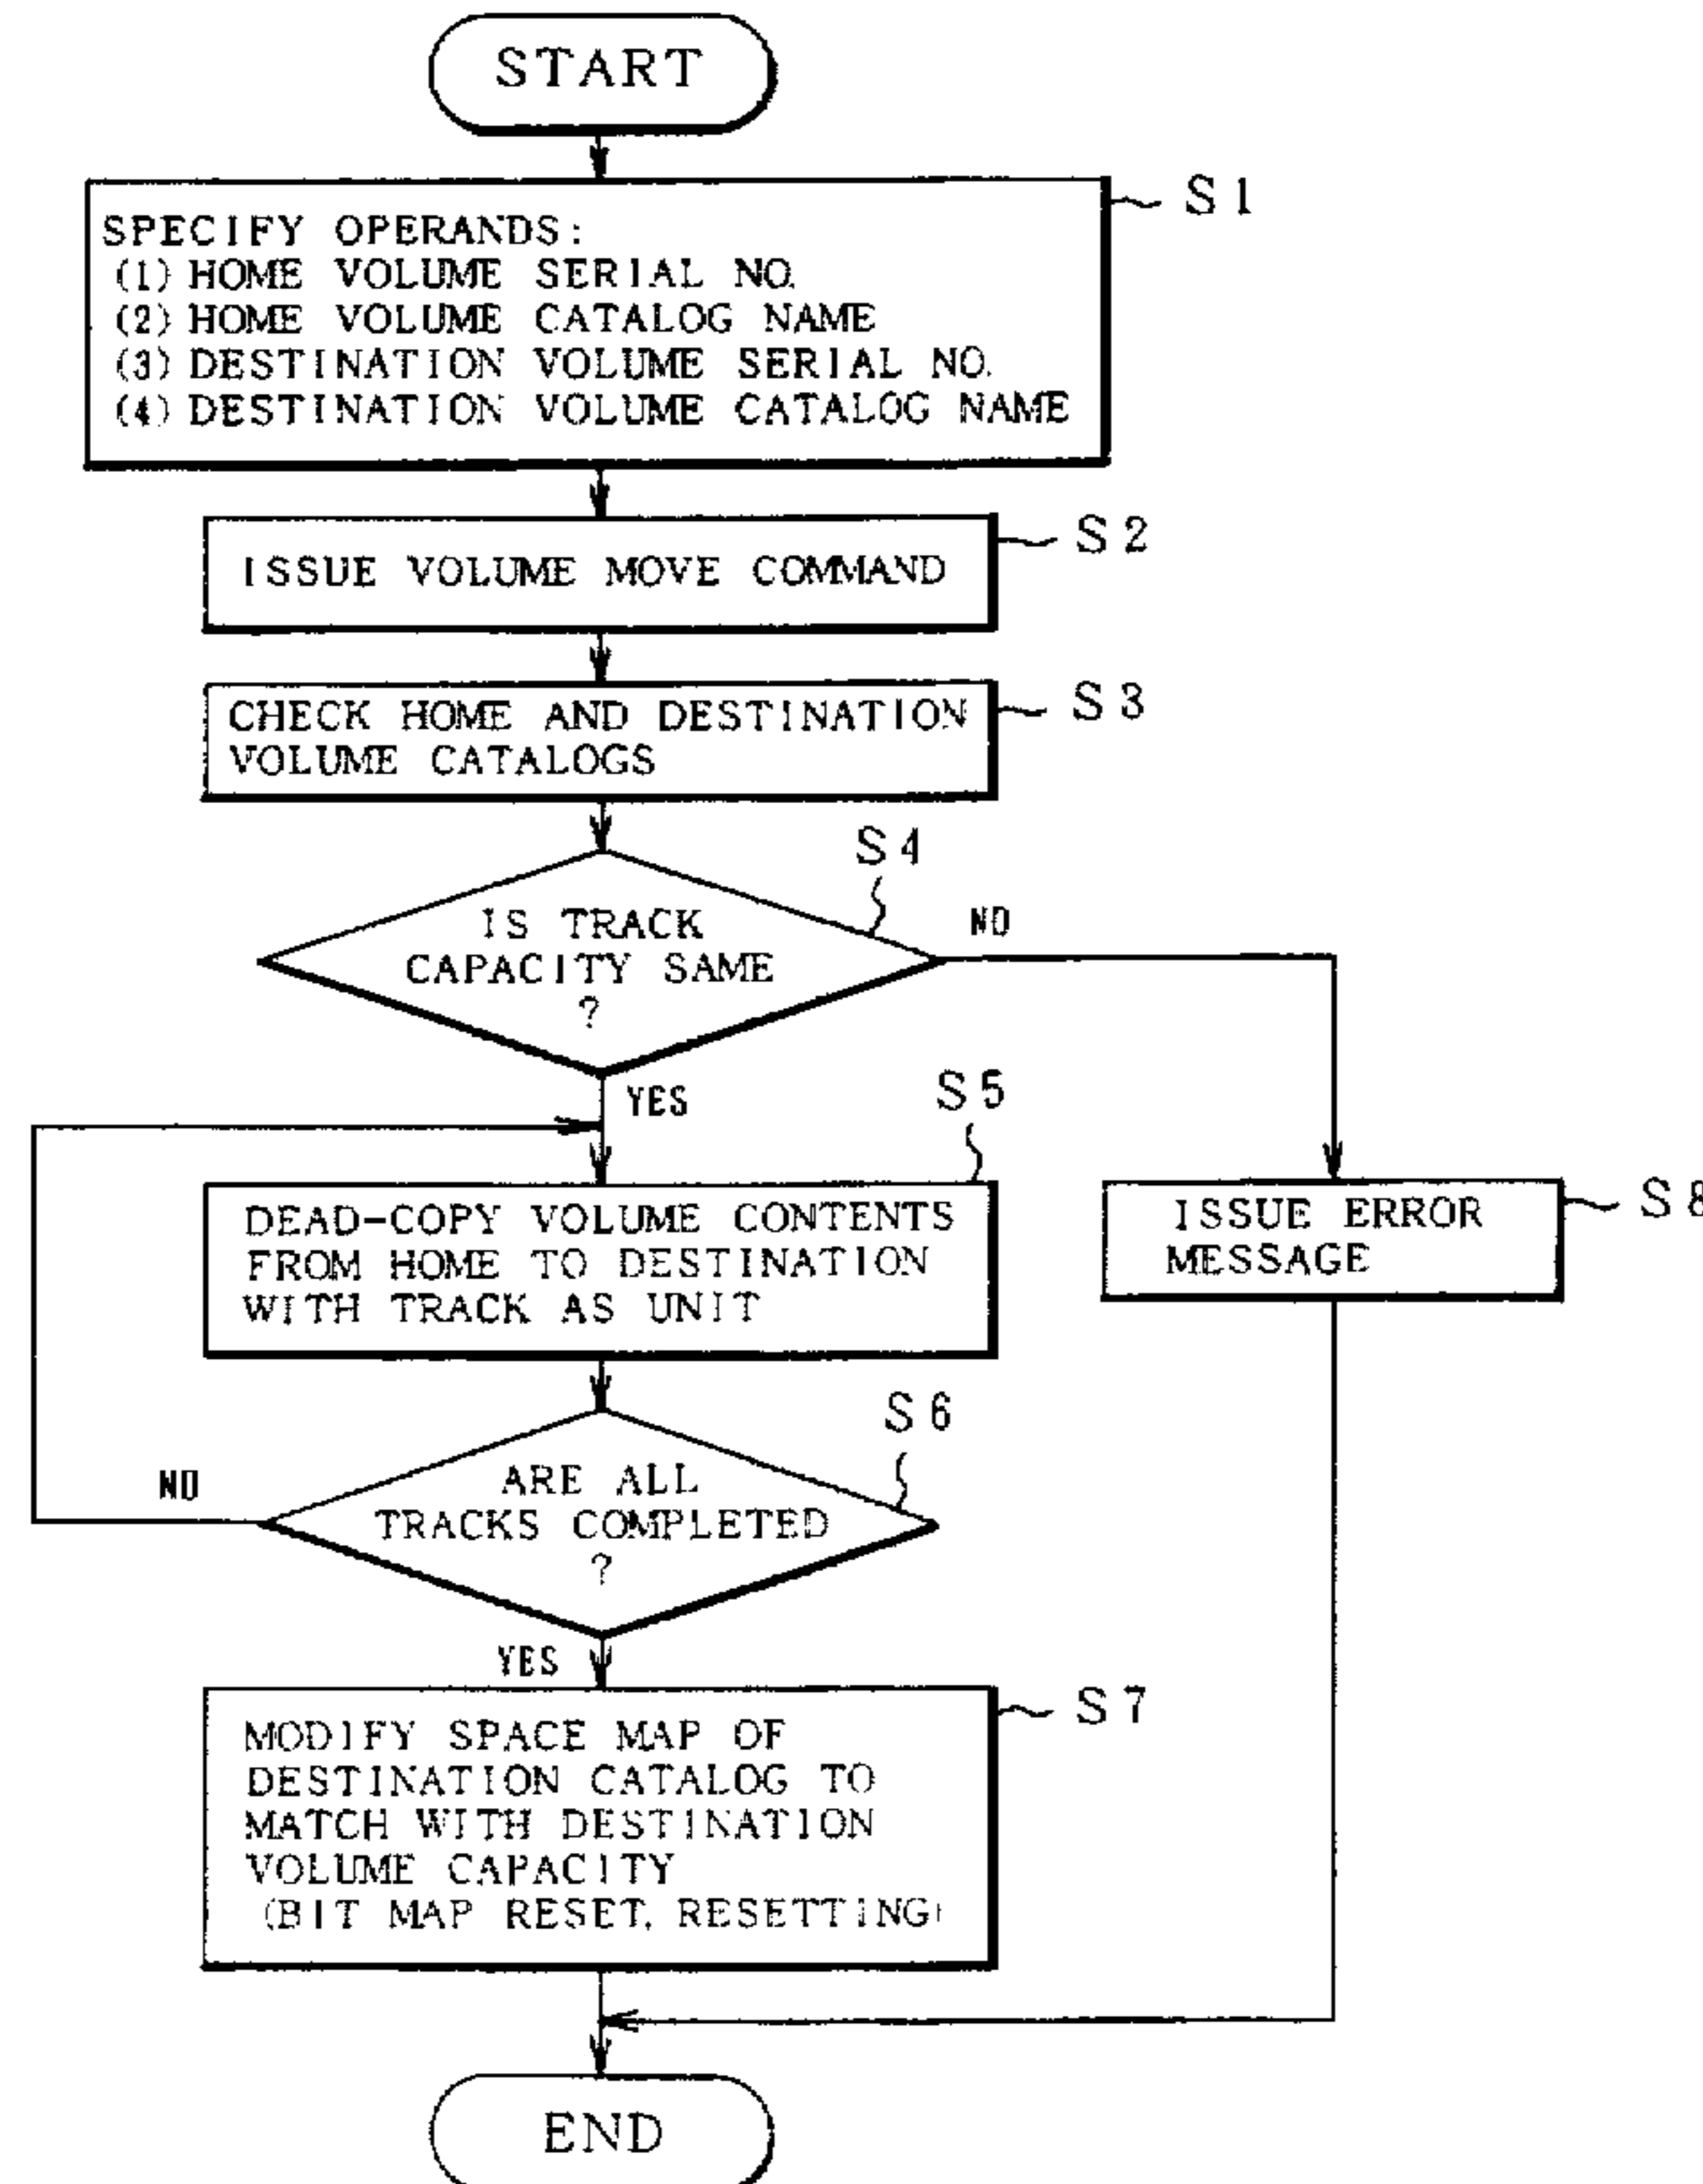 START
S1
SPECIFY OPERANDS:
(1) HOME VOLUME SERIAL NO.
(2) HOME VOLUME CATALOG NAME
(3) DESTINATION VOLUME SERIAL NO.
(4) DESTINATION VOLUME CATALOG NAME
S2
ISSUE VOLUME MOVE COMMAND
S3
CHECK HOME AND DESTINATION
VOLUME CATALOGS
S4
IS TRACK
CAPACITY SAME
?
NO
YES
S5
DEAD-COPY VOLUME CONTENTS
FROM HOME TO DESTINATION
WITH TRACK AS UNIT
S8
ISSUE ERROR
MESSAGE
S6
ARE ALL
TRACKS COMPLETED
?
NO
YES
S7
MODIFY SPACE MAP OF
DESTINATION CATALOG TO
MATCH WITH DESTINATION
VOLUME CAPACITY
(BIT MAP RESET, RESETTING)
END